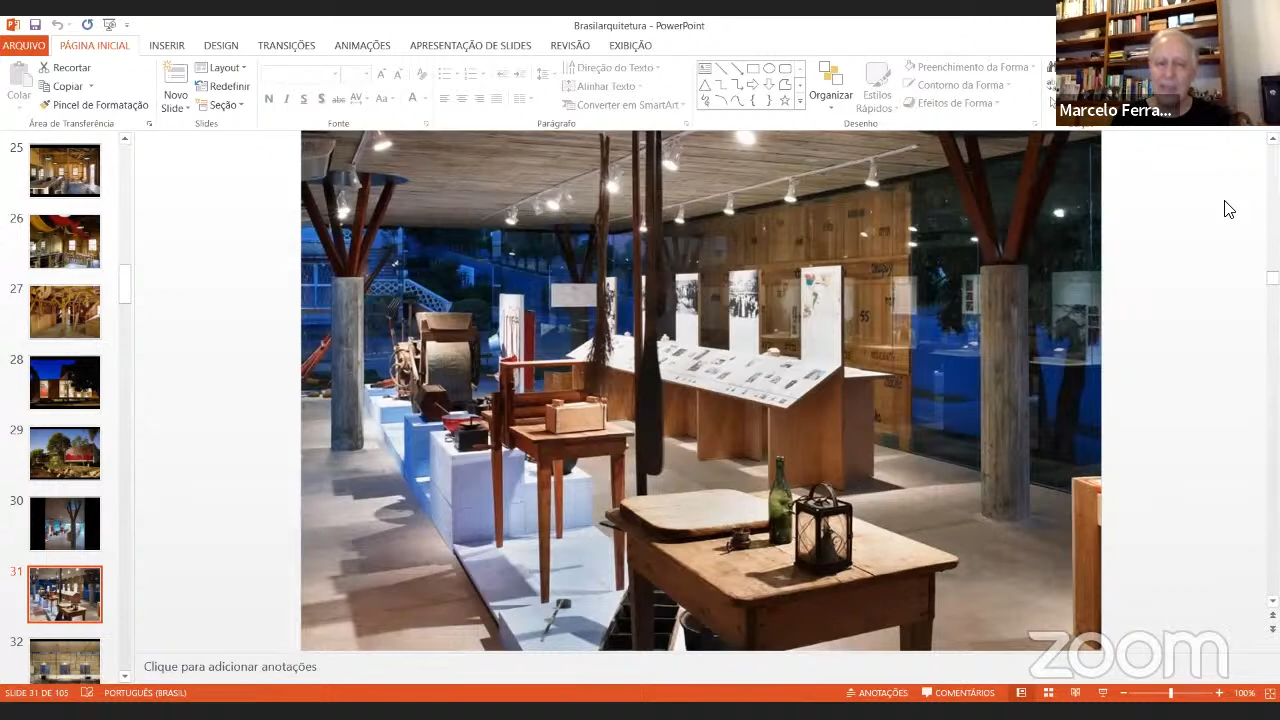 Brasilarquitetura - PowerPoint
ARQUIVO PÁGINA INICIAL INSERIR DESIGN TRANSIÇÕES ANIMAÇÕES APRESENTAÇÃO DE SLIDES REVISÃO EXIBIÇÃO
Colar
Recortar
Copiar
Pincel de Formatação
Área de Transferência
Novo
Slide
Layout
Redefinir
Seção
Slides
N I S S abc AV Aa A
Fonte
Direção do Texto
Alinhar Texto
Converter em SmartArt
Parágrafo
Organizar
Estilos
Rápidos
Preenchimento da Forma
Contorno da Forma
Efeitos de Forma
Desenho
Marcelo Ferra...
25
26
27
28
29
30
31
32
55
Clique para adicionar anotações
zoom
SLIDE 31 DE 105 PORTUGUÊS (BRASIL) ANOTAÇÕES COMENTÁRIOS 100%